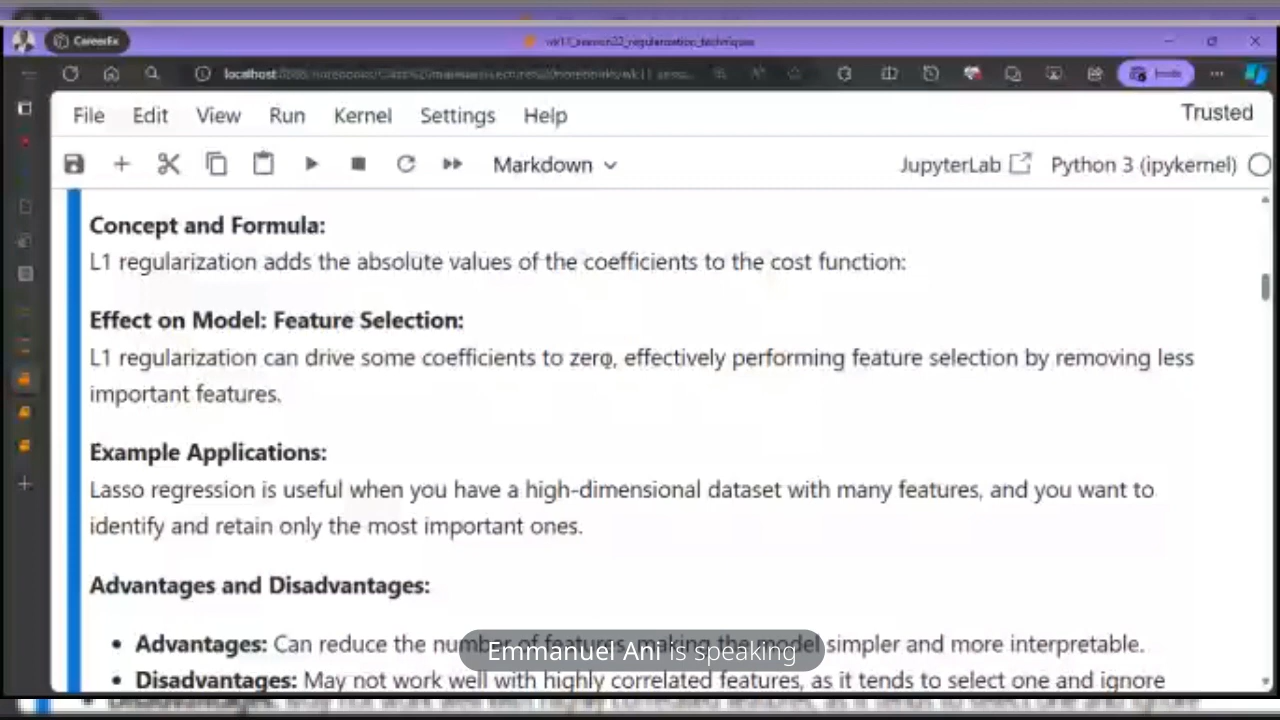 CareerEx
wk11_session22_regularization_techniques
localhost
File Edit View Run Kernel Settings Help Trusted
Markdown JupyterLab Python 3 (ipykernel)
Concept and Formula:
L1 regularization adds the absolute values of the coefficients to the cost function:
Effect on Model: Feature Selection:
L1 regularization can drive some coefficients to zero, effectively performing feature selection by removing less
important features.
Example Applications:
Lasso regression is useful when you have a high-dimensional dataset with many features, and you want to
identify and retain only the most important ones.
Advantages and Disadvantages:
• Advantages: Can reduce the number of features, making the model simpler and more interpretable.
Emmanuel Ani is speaking
• Disadvantages: May not work well with highly correlated features, as it tends to select one and ignore